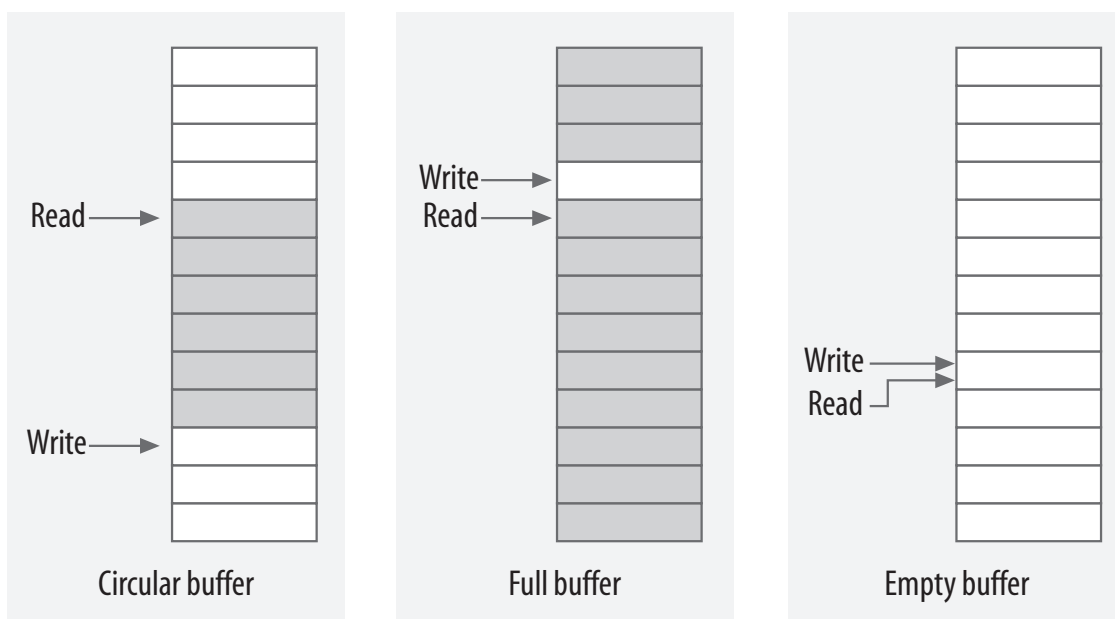 Read
Write
Circular buffer
Write
Read
Full buffer
Write
Read
Empty buffer